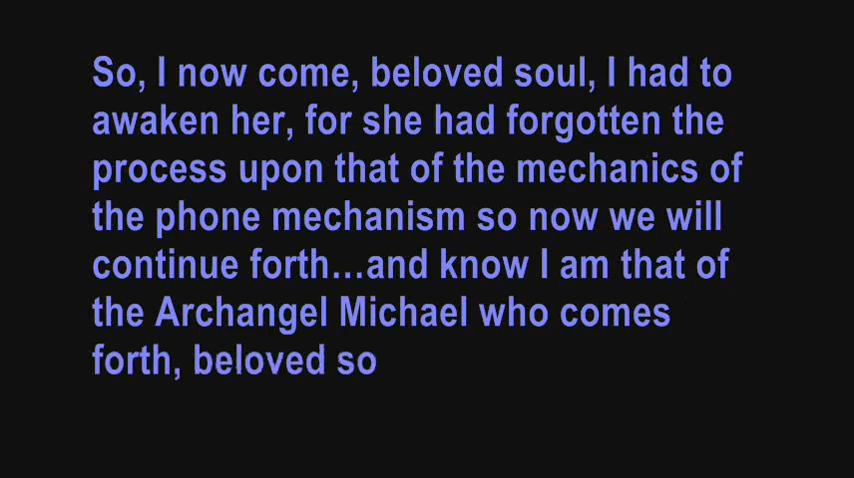 So, I now come, beloved soul, I had to
awaken her, for she had forgotten the
process upon that of the mechanics of
the phone mechanism so now we will
continue forth...and know I am that of
the Archangel Michael who comes
forth, beloved so